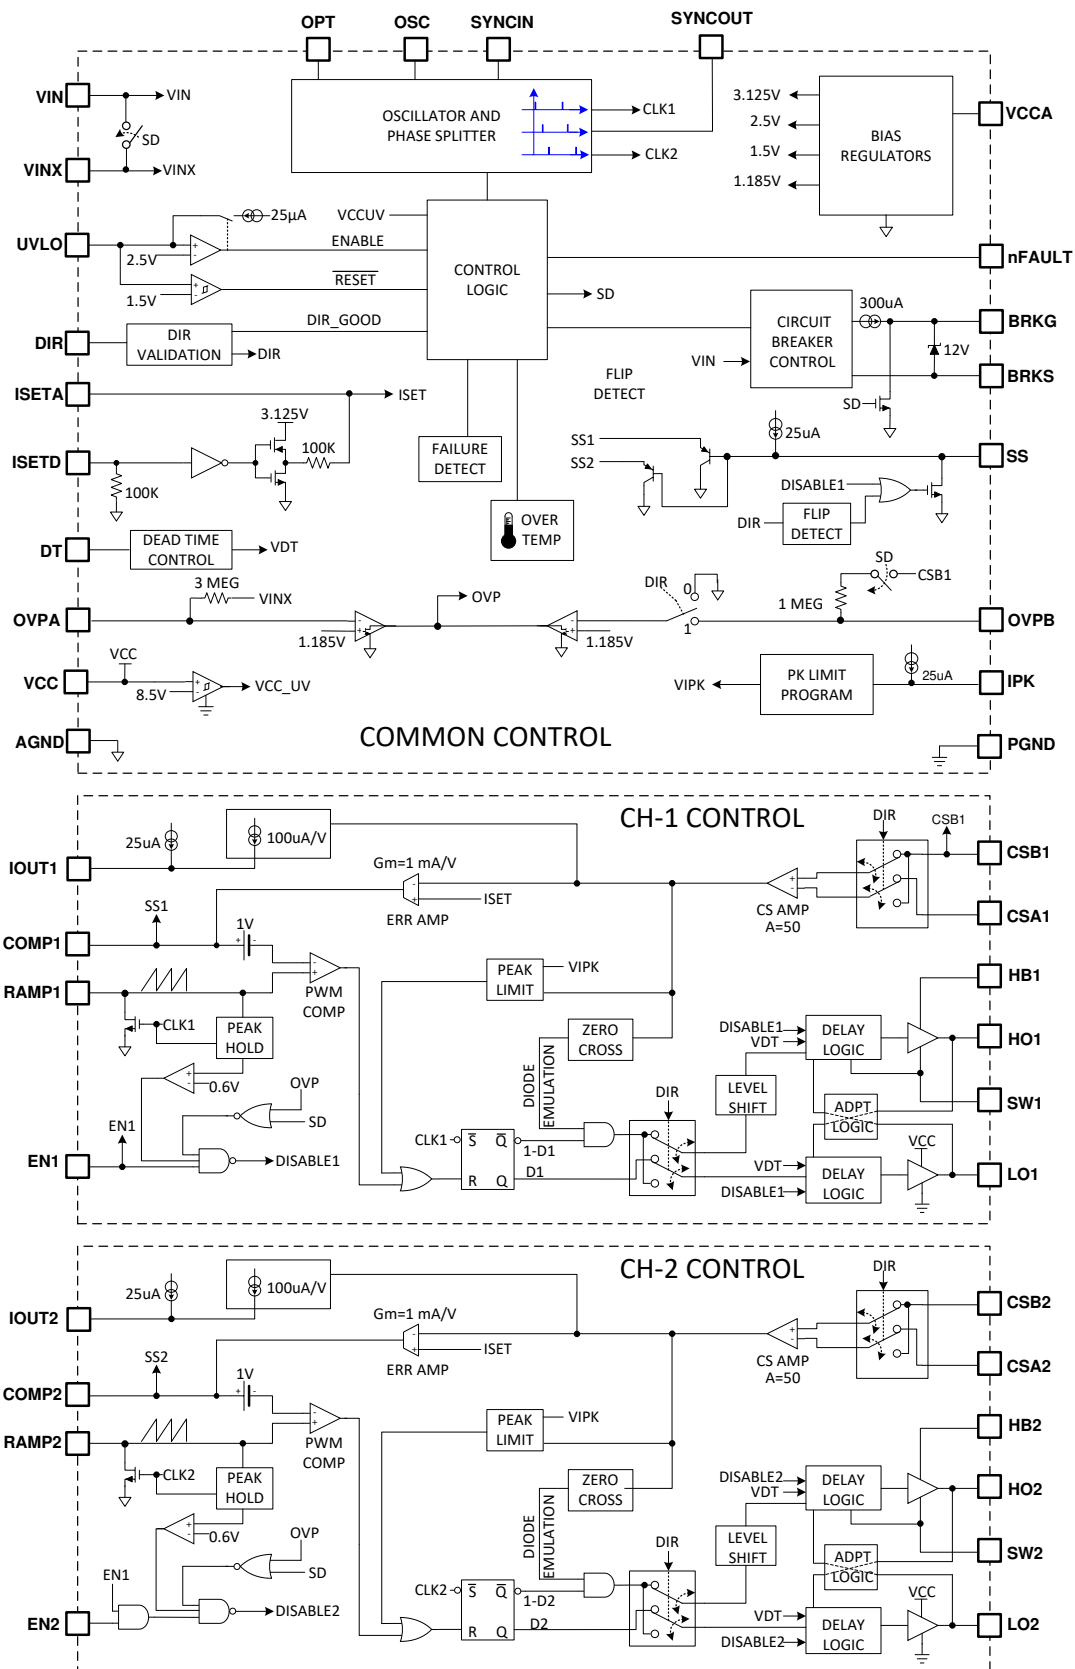 OPT
OSC
SYNCIN
SYNCOUT
VIN
VIN
SD
VINX
VINX
OSCILLATOR AND
PHASE SPLITTER
CLK1
CLK2
3.125V
2.5V
1.5V
1.185V
BIAS
REGULATORS
VCCA
UVLO
25µA
+
-
2.5V
ENABLE
VCCUV
+
-
1.5V
RESET
CONTROL
LOGIC
nFAULT
SD
DIR
DIR
VALIDATION
DIR_GOOD
DIR
CIRCUIT
BREAKER
CONTROL
VIN
300uA
12V
SD
BRKG
BRKS
ISETA
ISET
FLIP
DETECT
ISETD
100K
3.125V
100K
FAILURE
DETECT
OVER
TEMP
SS1
SS2
25uA
SS
DISABLE1
DIR
FLIP
DETECT
DT
DEAD TIME
CONTROL
VDT
OVPA
3 MEG
VINX
1.185V
-
+
OVP
-
+
1.185V
DIR
0
1
1 MEG
SD
CSB1
OVPB
VCC
VCC
8.5V
+
-
VCC_UV
VIPK
PK LIMIT
PROGRAM
25uA
IPK
AGND
COMMON CONTROL
PGND
CH-1 CONTROL
IOUT1
25uA
100uA/V
Gm=1 mA/V
-
+
ISET
ERR AMP
+
-
CS AMP
A=50
DIR
CSB1
CSB1
CSA1
COMP1
SS1
1V
+
-
RAMP1
-
+
PWM
COMP
CLK1
PEAK
HOLD
+
-
0.6V
PEAK
LIMIT
VIPK
ZERO
CROSS
DIODE
EMULATION
HB1
DISABLE1
VDT
DELAY
LOGIC
HO1
LEVEL
SHIFT
ADPT
LOGIC
SW1
EN1
EN1
OVP
SD
DISABLE1
CLK1
S
Q
R
Q
1-D1
D1
DIR
VDT
DISABLE1
DELAY
LOGIC
VCC
LO1
CH-2 CONTROL
IOUT2
25uA
100uA/V
Gm=1 mA/V
-
+
ISET
ERR AMP
+
-
CS AMP
A=50
DIR
CSB2
CSA2
COMP2
SS2
1V
+
-
RAMP2
-
+
PWM
COMP
CLK2
PEAK
HOLD
+
-
0.6V
PEAK
LIMIT
VIPK
ZERO
CROSS
DIODE
EMULATION
HB2
DISABLE2
VDT
DELAY
LOGIC
HO2
LEVEL
SHIFT
ADPT
LOGIC
SW2
EN2
EN1
OVP
SD
DISABLE2
CLK2
S
Q
R
Q
1-D2
D2
DIR
VDT
DISABLE2
DELAY
LOGIC
VCC
LO2